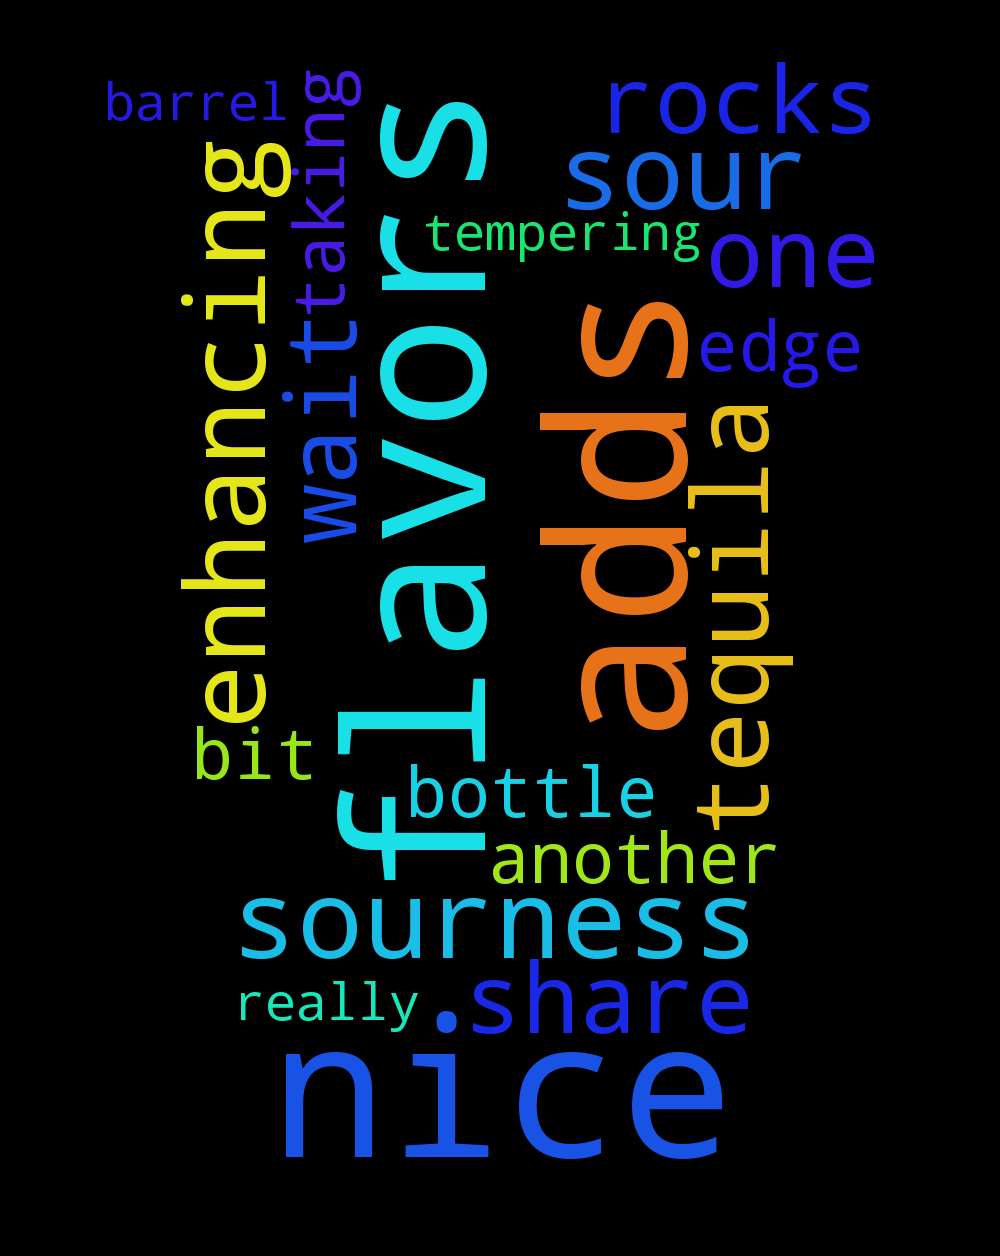 barrel
taking
rocks
flavors
sour
enhancing
tempering
one
adds
wait
edge
tequila
bit
bottle
another
sourness
share
really
nice